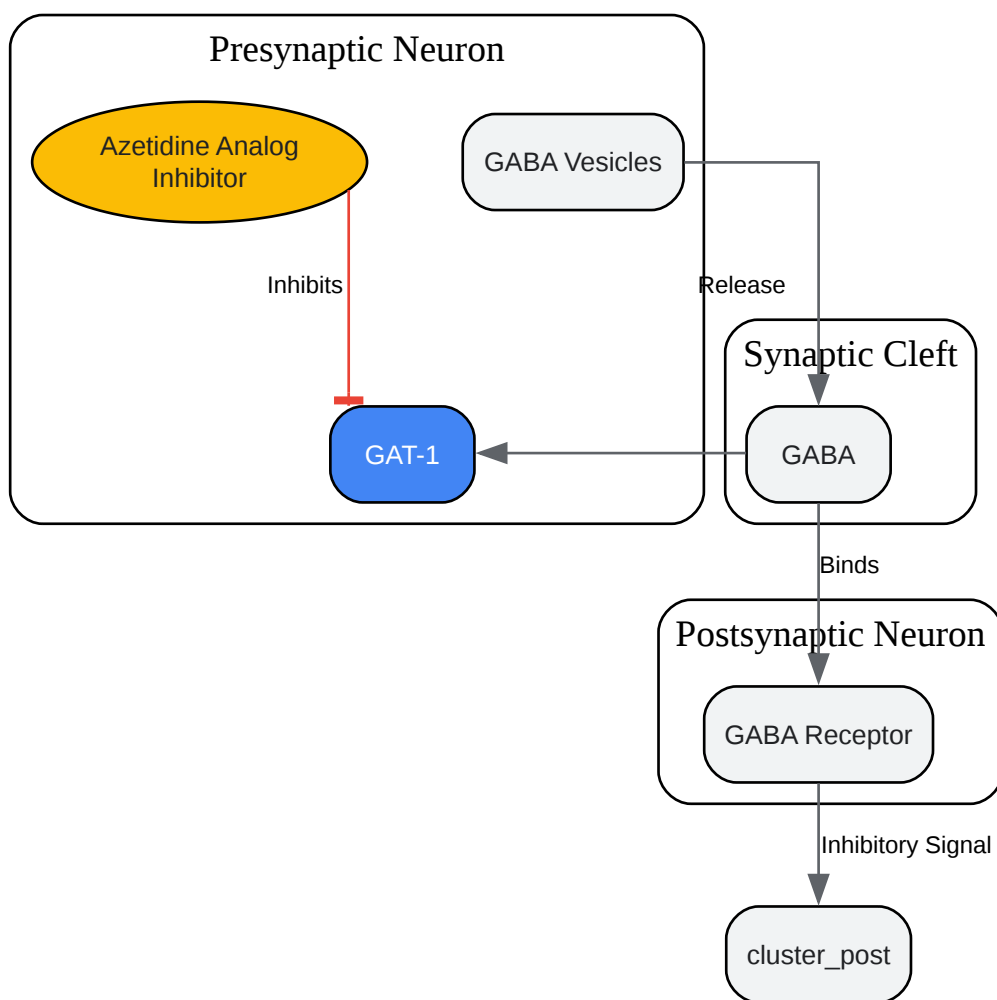 Presynaptic Neuron
Azetidine Analog
Inhibitor
GABA Vesicles
Inhibits
Release
Synaptic Cleft
GAT-1
GABA
Binds
Postsynaptic Neuron
GABA Receptor
Inhibitory Signal
cluster_post